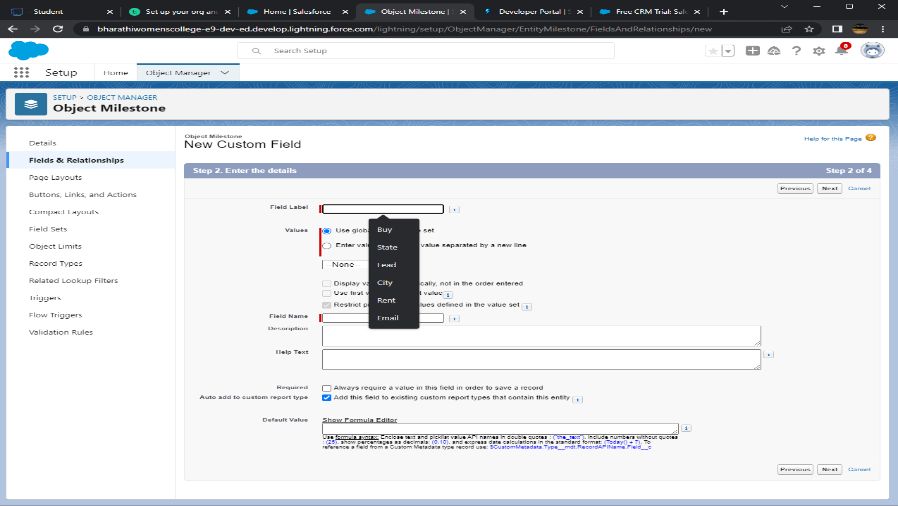 Student
Set up your org an
Home | Salesforce
Object Milestone |
Developer Portal | S
Free CRM Trial: Sal
bharathiwomenscollege-e9-dev-ed.develop.lightning.force.com/lightning/setup/ObjectManager/EntityMilestone/FieldsAndRelationships/new
Search Setup
8
Setup
Home
Object Manager
SETUP > OBJECT MANAGER
Object Milestone
Details
Fields & Relationships
Page Layouts
Buttons, Links, and Actions
Compact Layouts
Field Sets
Object Limits
Record Types
Related Lookup Filters
Triggers
Flow Triggers
Validation Rules
Object Milestone
New Custom Field
Help for this Page
Step 2. Enter the details
Step 2 of 4
Previous
Next
Cancel
Field Label
Values
Use globa
set
Enter valu
value separated by a new line
None
Display va
ically, not in the order entered
Use first v
value
Restrict p
lues defined in the value set
Buy
State
Lead
City
Rent
Email
Field Name
Description
Help Text
Required
Always require a value in this field in order to save a record
Auto add to custom report type
Add this field to existing custom report types that contain this entity
Default Value
Show Formula Editor
Use formula syntax: Enclose text and picklist value API names in double quotes : ("the_text"), include numbers without quotes
: (25), show percentages as decimals: (0.10), and express date calculations in the standard format: (Today() + 7). To
reference a field from a Custom Metadata type record use: $CustomMetadata.Type__mdt.RecordAPIName.Field__c
Previous
Next
Cancel